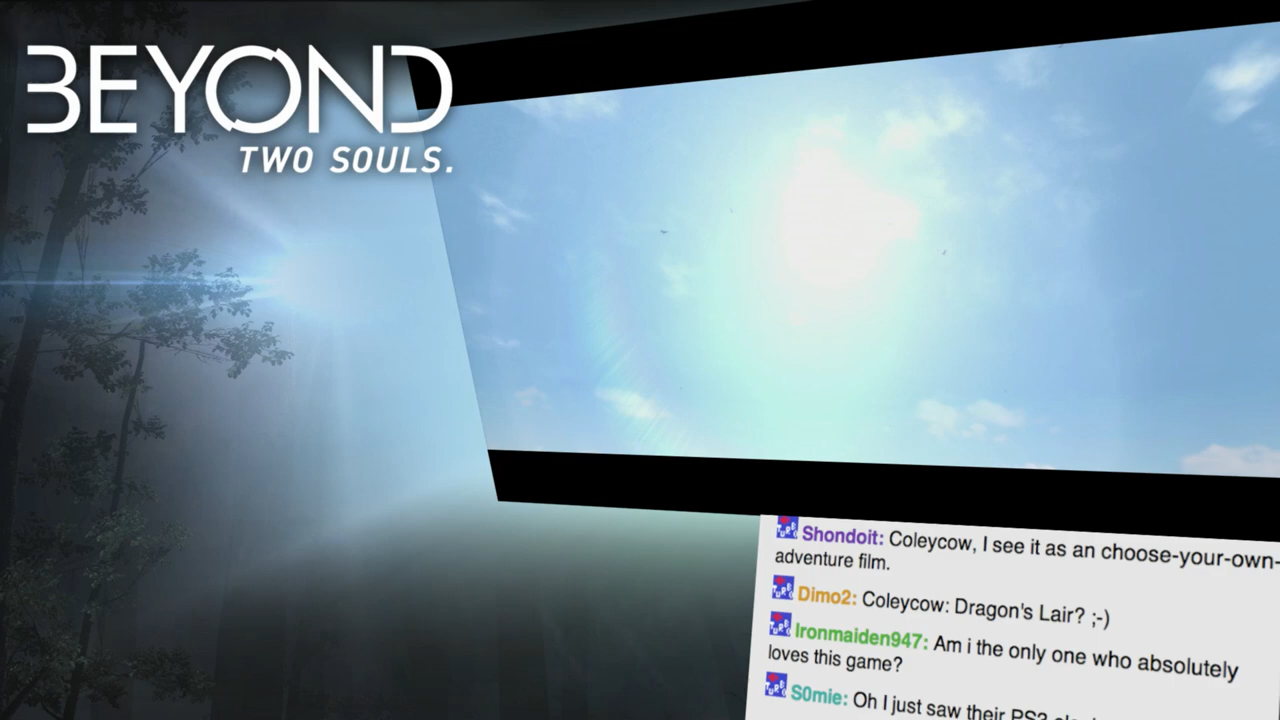 BEYOND
TWO SOULS.
Shondoit: Coleycow, I see it as an choose-your-own-
adventure film.
Dimo2: Coleycow: Dragon's Lair? ;-)
Ironmaiden947: Am i the only one who absolutely
loves this game?
S0mie: Oh I just saw their